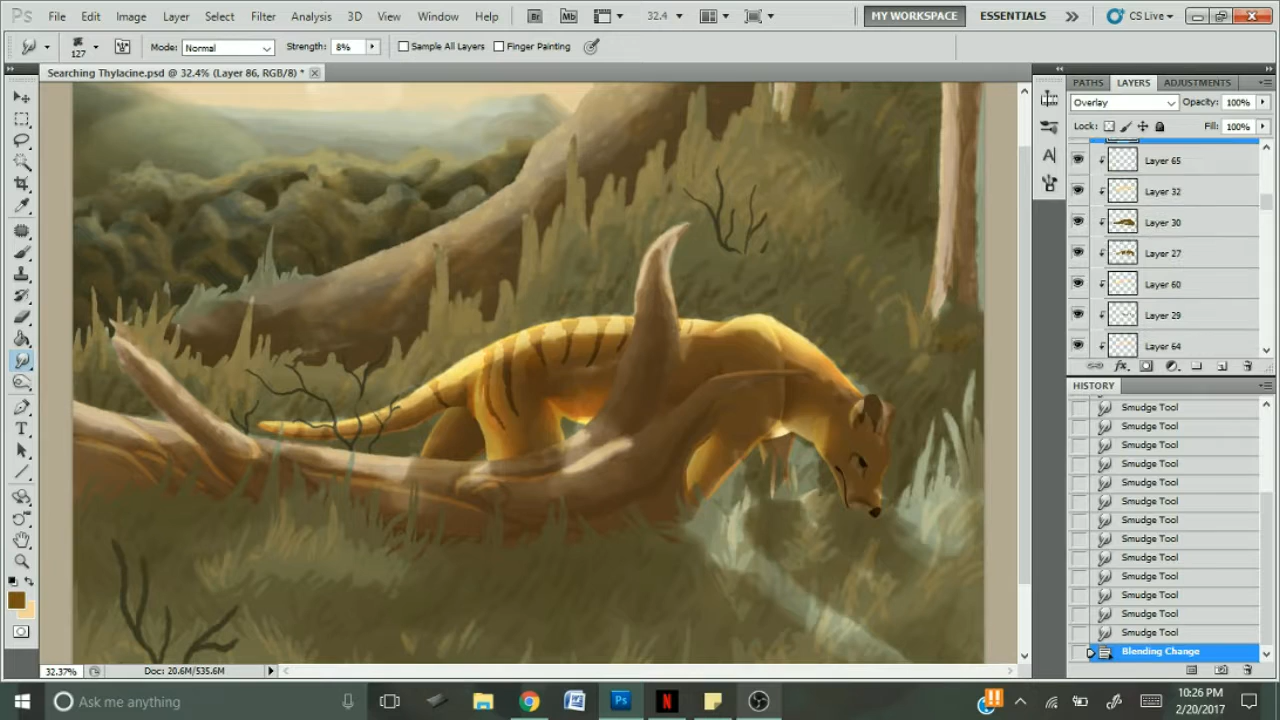 Ps File Edit Image Layer Select Filter Analysis 3D View Window Help Br Mb 32.4 MY WORKSPACE ESSENTIALS CS Live
127 Mode: Normal Strength: 8% Sample All Layers Finger Painting
Searching Thylacine.psd @ 32.4% (Layer 86, RGB/8) *
PATHS LAYERS ADJUSTMENTS
Overlay Opacity: 100%
Lock: Fill: 100%
Layer 65
Layer 32
Layer 30
Layer 27
Layer 60
Layer 29
Layer 64
HISTORY
Smudge Tool
Smudge Tool
Smudge Tool
Smudge Tool
Smudge Tool
Smudge Tool
Smudge Tool
Smudge Tool
Smudge Tool
Smudge Tool
Smudge Tool
Smudge Tool
Smudge Tool
Blending Change
32.37% Doc: 20.6M/535.6M
Ask me anything
10:26 PM
2/20/2017